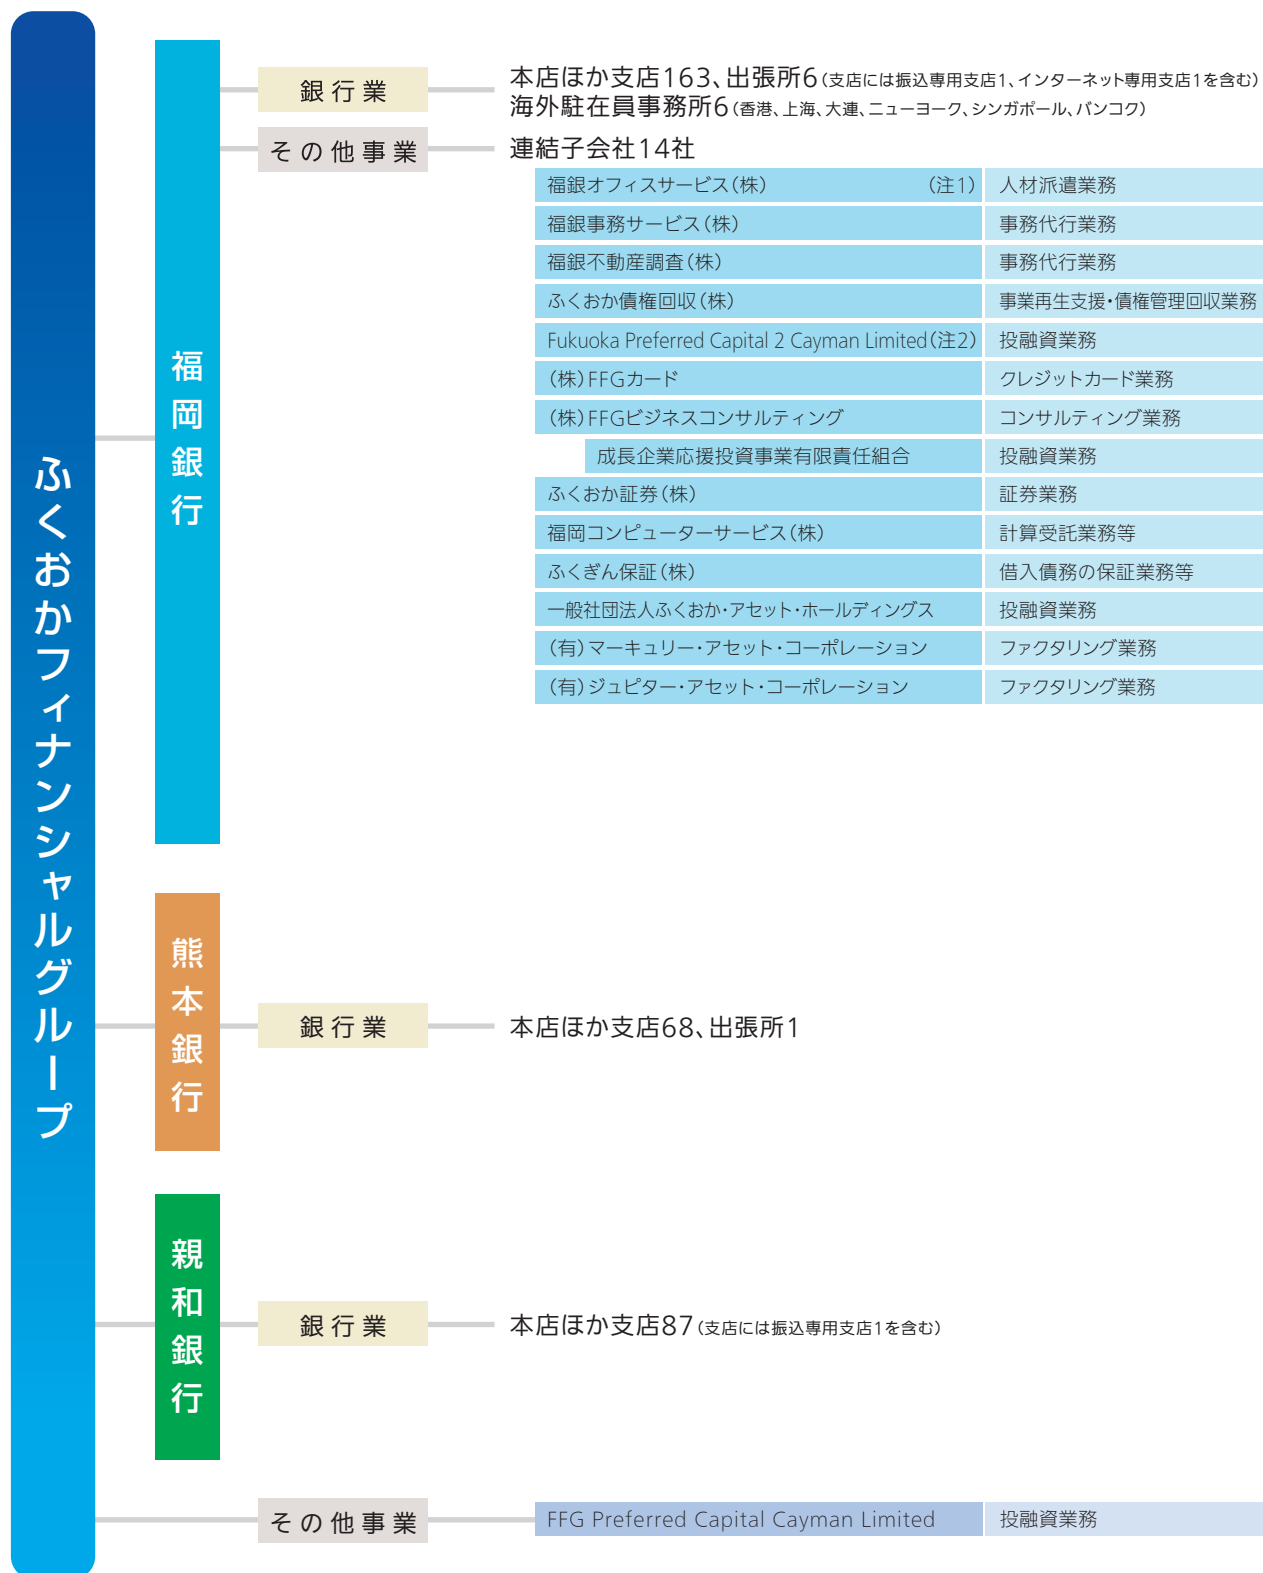 ふくおかフィナンシャルグループ
福岡銀行
銀行業
本店ほか支店163、出張所6(支店には振込専用支店1、インターネット専用支店1を含む)
海外駐在員事務所6(香港、上海、大連、ニューヨーク、シンガポール、バンコク)
その他事業
連結子会社14社
福銀オフィスサービス(株) (注1) 人材派遣業務
福銀事務サービス(株) 事務代行業務
福銀不動産調査(株) 事務代行業務
ふくおか債権回収(株) 事業再生支援・債権管理回収業務
Fukuoka Preferred Capital 2 Cayman Limited(注2) 投融資業務
(株)FFGカード クレジットカード業務
(株)FFGビジネスコンサルティング コンサルティング業務
成長企業応援投資事業有限責任組合 投融資業務
ふくおか証券(株) 証券業務
福岡コンピューターサービス(株) 計算受託業務等
ふくぎん保証(株) 借入債務の保証業務等
一般社団法人ふくおか・アセット・ホールディングス 投融資業務
(有)マーキュリー・アセット・コーポレーション ファクタリング業務
(有)ジュピター・アセット・コーポレーション ファクタリング業務
熊本銀行
銀行業
本店ほか支店68、出張所1
親和銀行
銀行業
本店ほか支店87(支店には振込専用支店1を含む)
その他事業
FFG Preferred Capital Cayman Limited 投融資業務